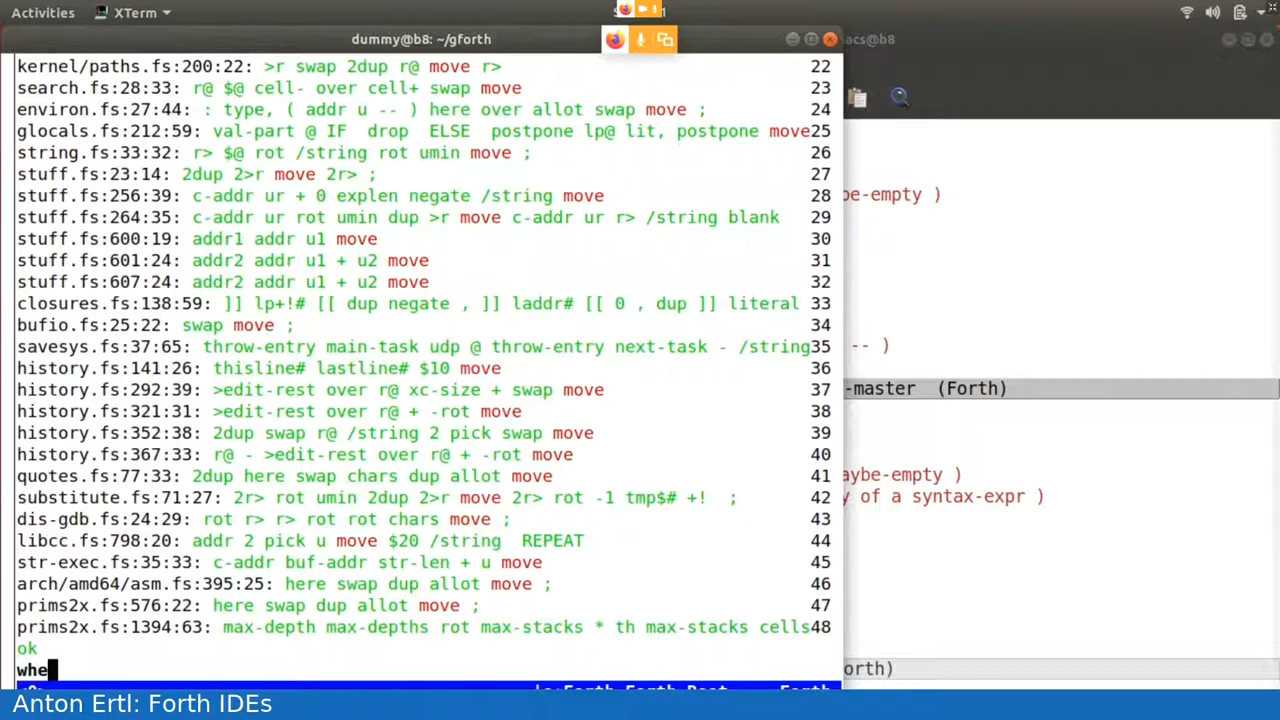 Activities XTerm
dummy@b8: ~/gforth
acs@b8
kernel/paths.fs:200:22: >r swap 2dup r@ move r> 22
search.fs:28:33: r@ $@ cell- over cell+ swap move 23
environ.fs:27:44: : type, ( addr u -- ) here over allot swap move ; 24
glocals.fs:212:59: val-part @ IF drop ELSE postpone lp@ lit, postpone move25
string.fs:33:32: r> $@ rot /string rot umin move ; 26
stuff.fs:23:14: 2dup 2>r move 2r> ; 27
stuff.fs:256:39: c-addr ur + 0 explen negate /string move 28
stuff.fs:264:35: c-addr ur rot umin dup >r move c-addr ur r> /string blank 29
stuff.fs:600:19: addr1 addr u1 move 30
stuff.fs:601:24: addr2 addr u1 + u2 move 31
stuff.fs:607:24: addr2 addr u1 + u2 move 32
closures.fs:138:59: ]] lp+!# [[ dup negate , ]] laddr# [[ 0 , dup ]] literal 33
bufio.fs:25:22: swap move ; 34
savesys.fs:37:65: throw-entry main-task udp @ throw-entry next-task - /string35
history.fs:141:26: thisline# lastline# $10 move 36
history.fs:292:39: >edit-rest over r@ xc-size + swap move 37
history.fs:321:31: >edit-rest over r@ + -rot move 38
history.fs:352:38: 2dup swap r@ /string 2 pick swap move 39
history.fs:367:33: r@ - >edit-rest over r@ + -rot move 40
quotes.fs:77:33: 2dup here swap chars dup allot move 41
substitute.fs:71:27: 2r> rot umin 2dup 2>r move 2r> rot -1 tmp$# +! ; 42
dis-gdb.fs:24:29: rot r> r> rot rot chars move ; 43
libcc.fs:798:20: addr 2 pick u move $20 /string REPEAT 44
str-exec.fs:35:33: c-addr buf-addr str-len + u move 45
arch/amd64/asm.fs:395:25: here swap dup allot move ; 46
prims2x.fs:576:22: here swap dup allot move ; 47
prims2x.fs:1394:63: max-depth max-depths rot max-stacks * th max-stacks cells48
ok
whe
be-empty )
-- )
-master (Forth)
aybe-empty )
y of a syntax-expr )
orth)
Anton Ertl: Forth IDEs